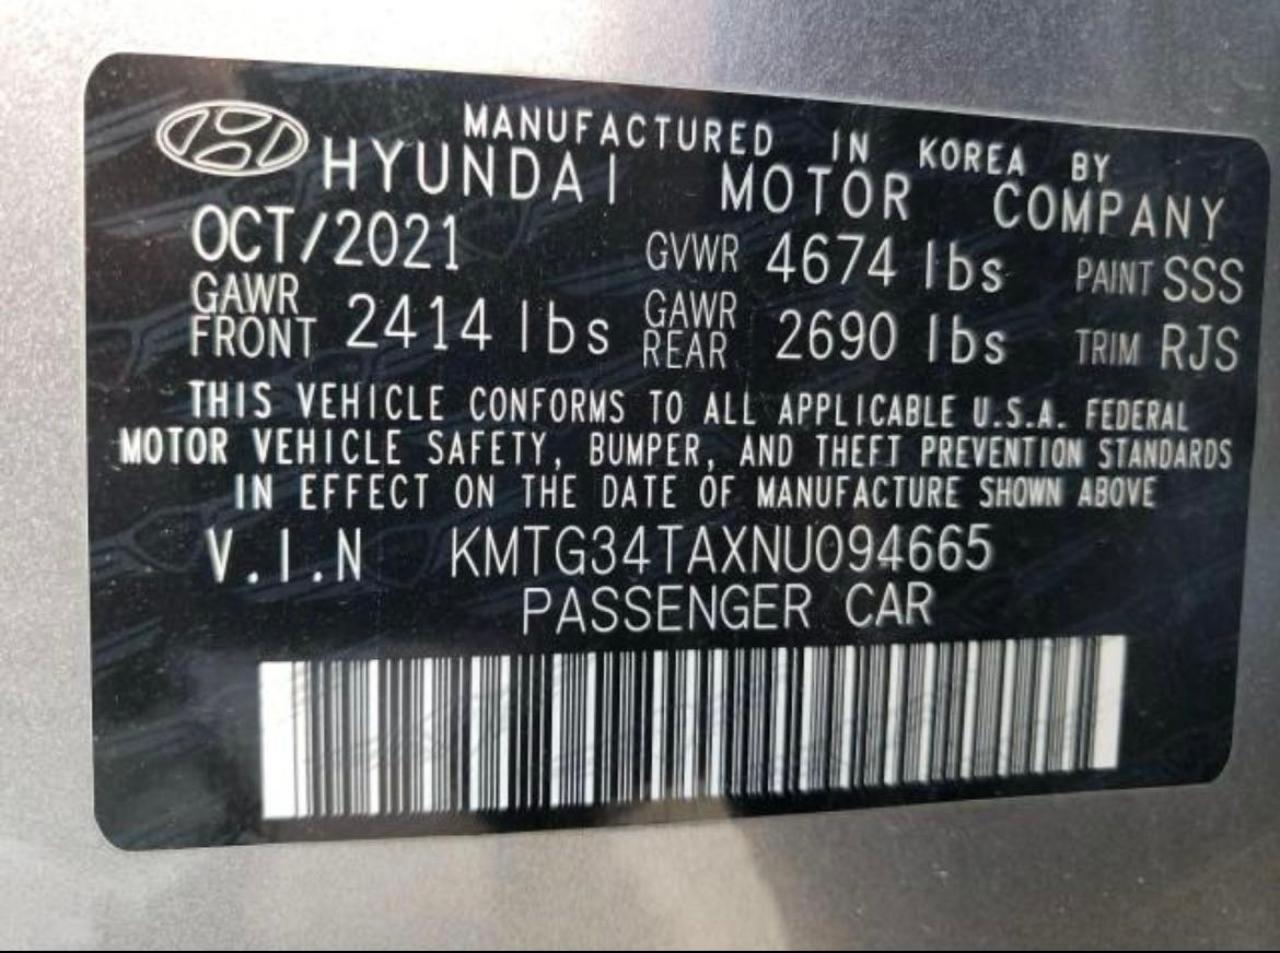 MANUFACTURED IN KOREA BY
HYUNDAI MOTOR COMPANY
OCT/2021 GVWR 4674 lbs PAINT SSS
GAWR FRONT 2414 lbs GAWR REAR 2690 lbs TRIM RJS
THIS VEHICLE CONFORMS TO ALL APPLICABLE U.S.A. FEDERAL
MOTOR VEHICLE SAFETY, BUMPER, AND THEFT PREVENTION STANDARDS
IN EFFECT ON THE DATE OF MANUFACTURE SHOWN ABOVE
V.I.N KMTG34TAXNU094665
PASSENGER CAR